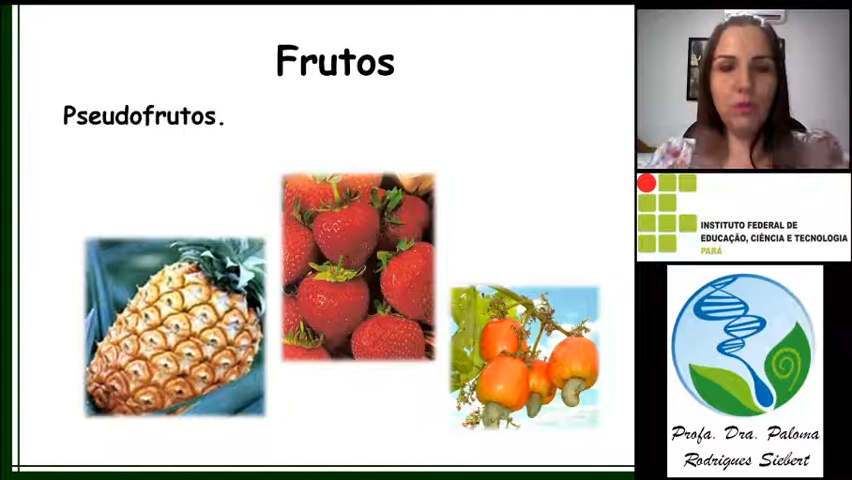 Frutos
Pseudofrutos.
INSTITUTO FEDERAL DE
EDUCAÇÃO, CIÊNCIA E TECNOLOGIA
PARÁ
Profa. Dra. Paloma
Rodrigues Siebert